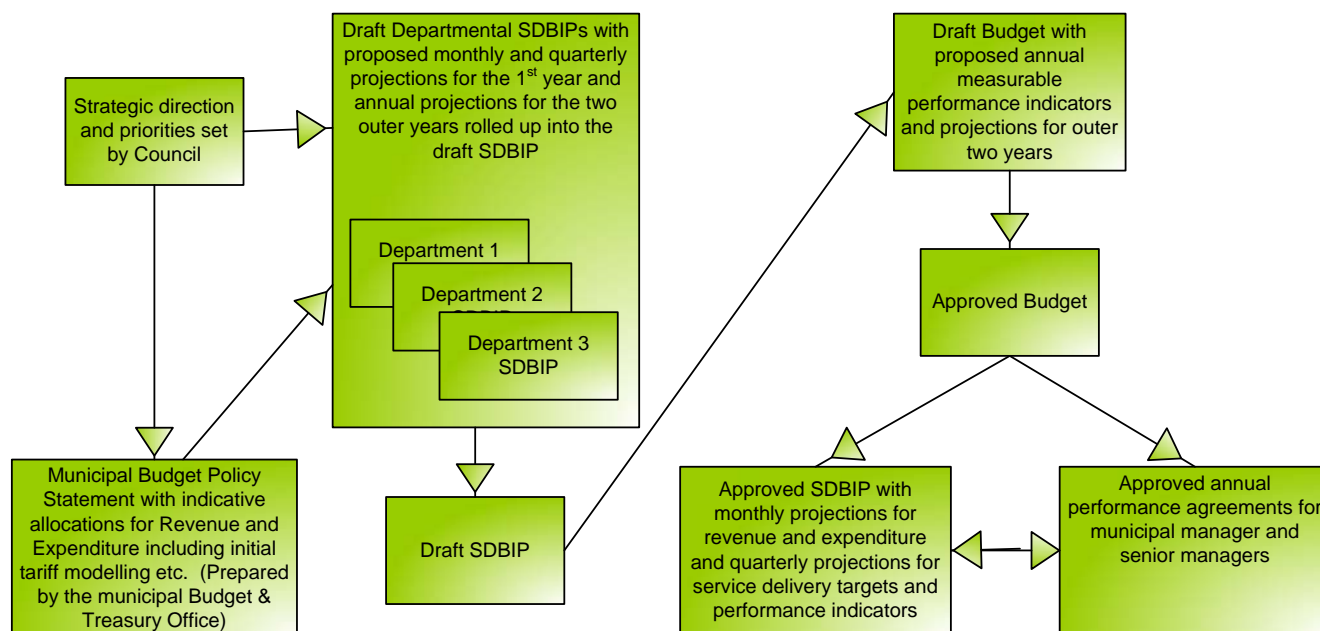 Strategic direction
and priorities set
by Council
Municipal Budget Policy
Statement with indicative
allocations for Revenue and
Expenditure including initial
tariff modelling etc.  (Prepared
by the municipal Budget &
Treasury Office)
Draft Departmental SDBIPs with
proposed monthly and quarterly
projections for the 1st year and
annual projections for the two
outer years rolled up into the
draft SDBIP
Department 1
Department 2
SDBIP
Department 3
SDBIP
Draft SDBIP
Draft Budget with
proposed annual
measurable
performance indicators
and projections for outer
two years
Approved Budget
Approved SDBIP with
monthly projections for
revenue and expenditure
and quarterly projections for
service delivery targets and
performance indicators
Approved annual
performance agreements for
municipal manager and
senior managers